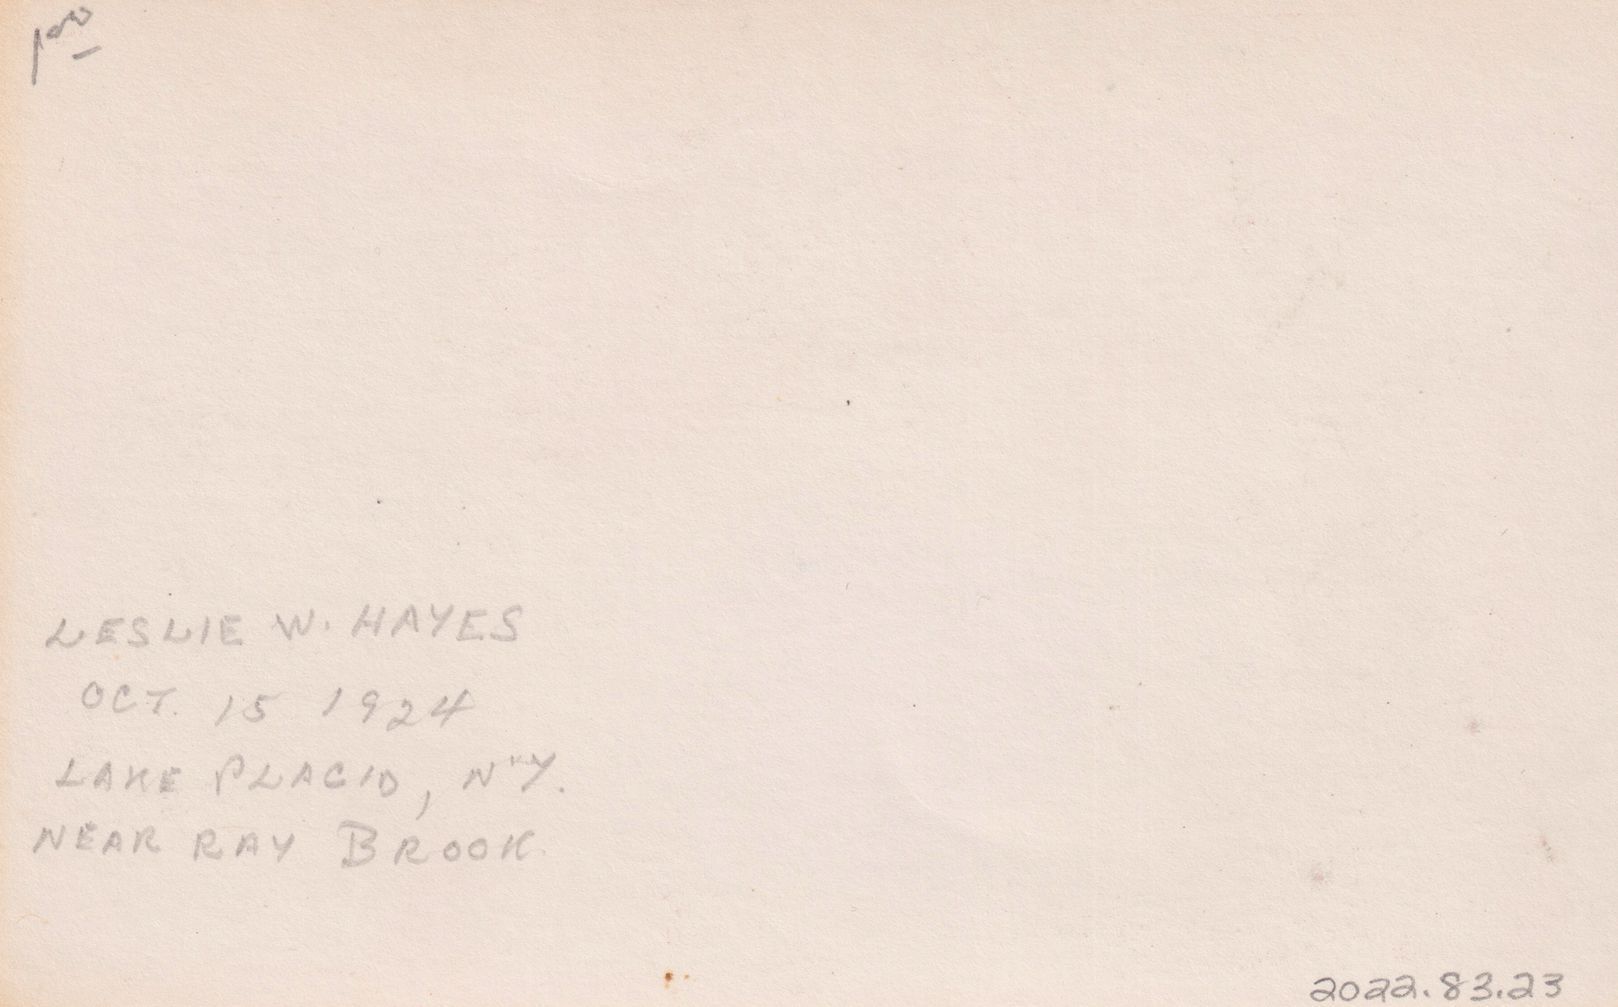 LESLIE W. HAYES
OCT. 15 1924
LAKE PLACID, N.Y.
NEAR RAY BROOK.
2022.83.23